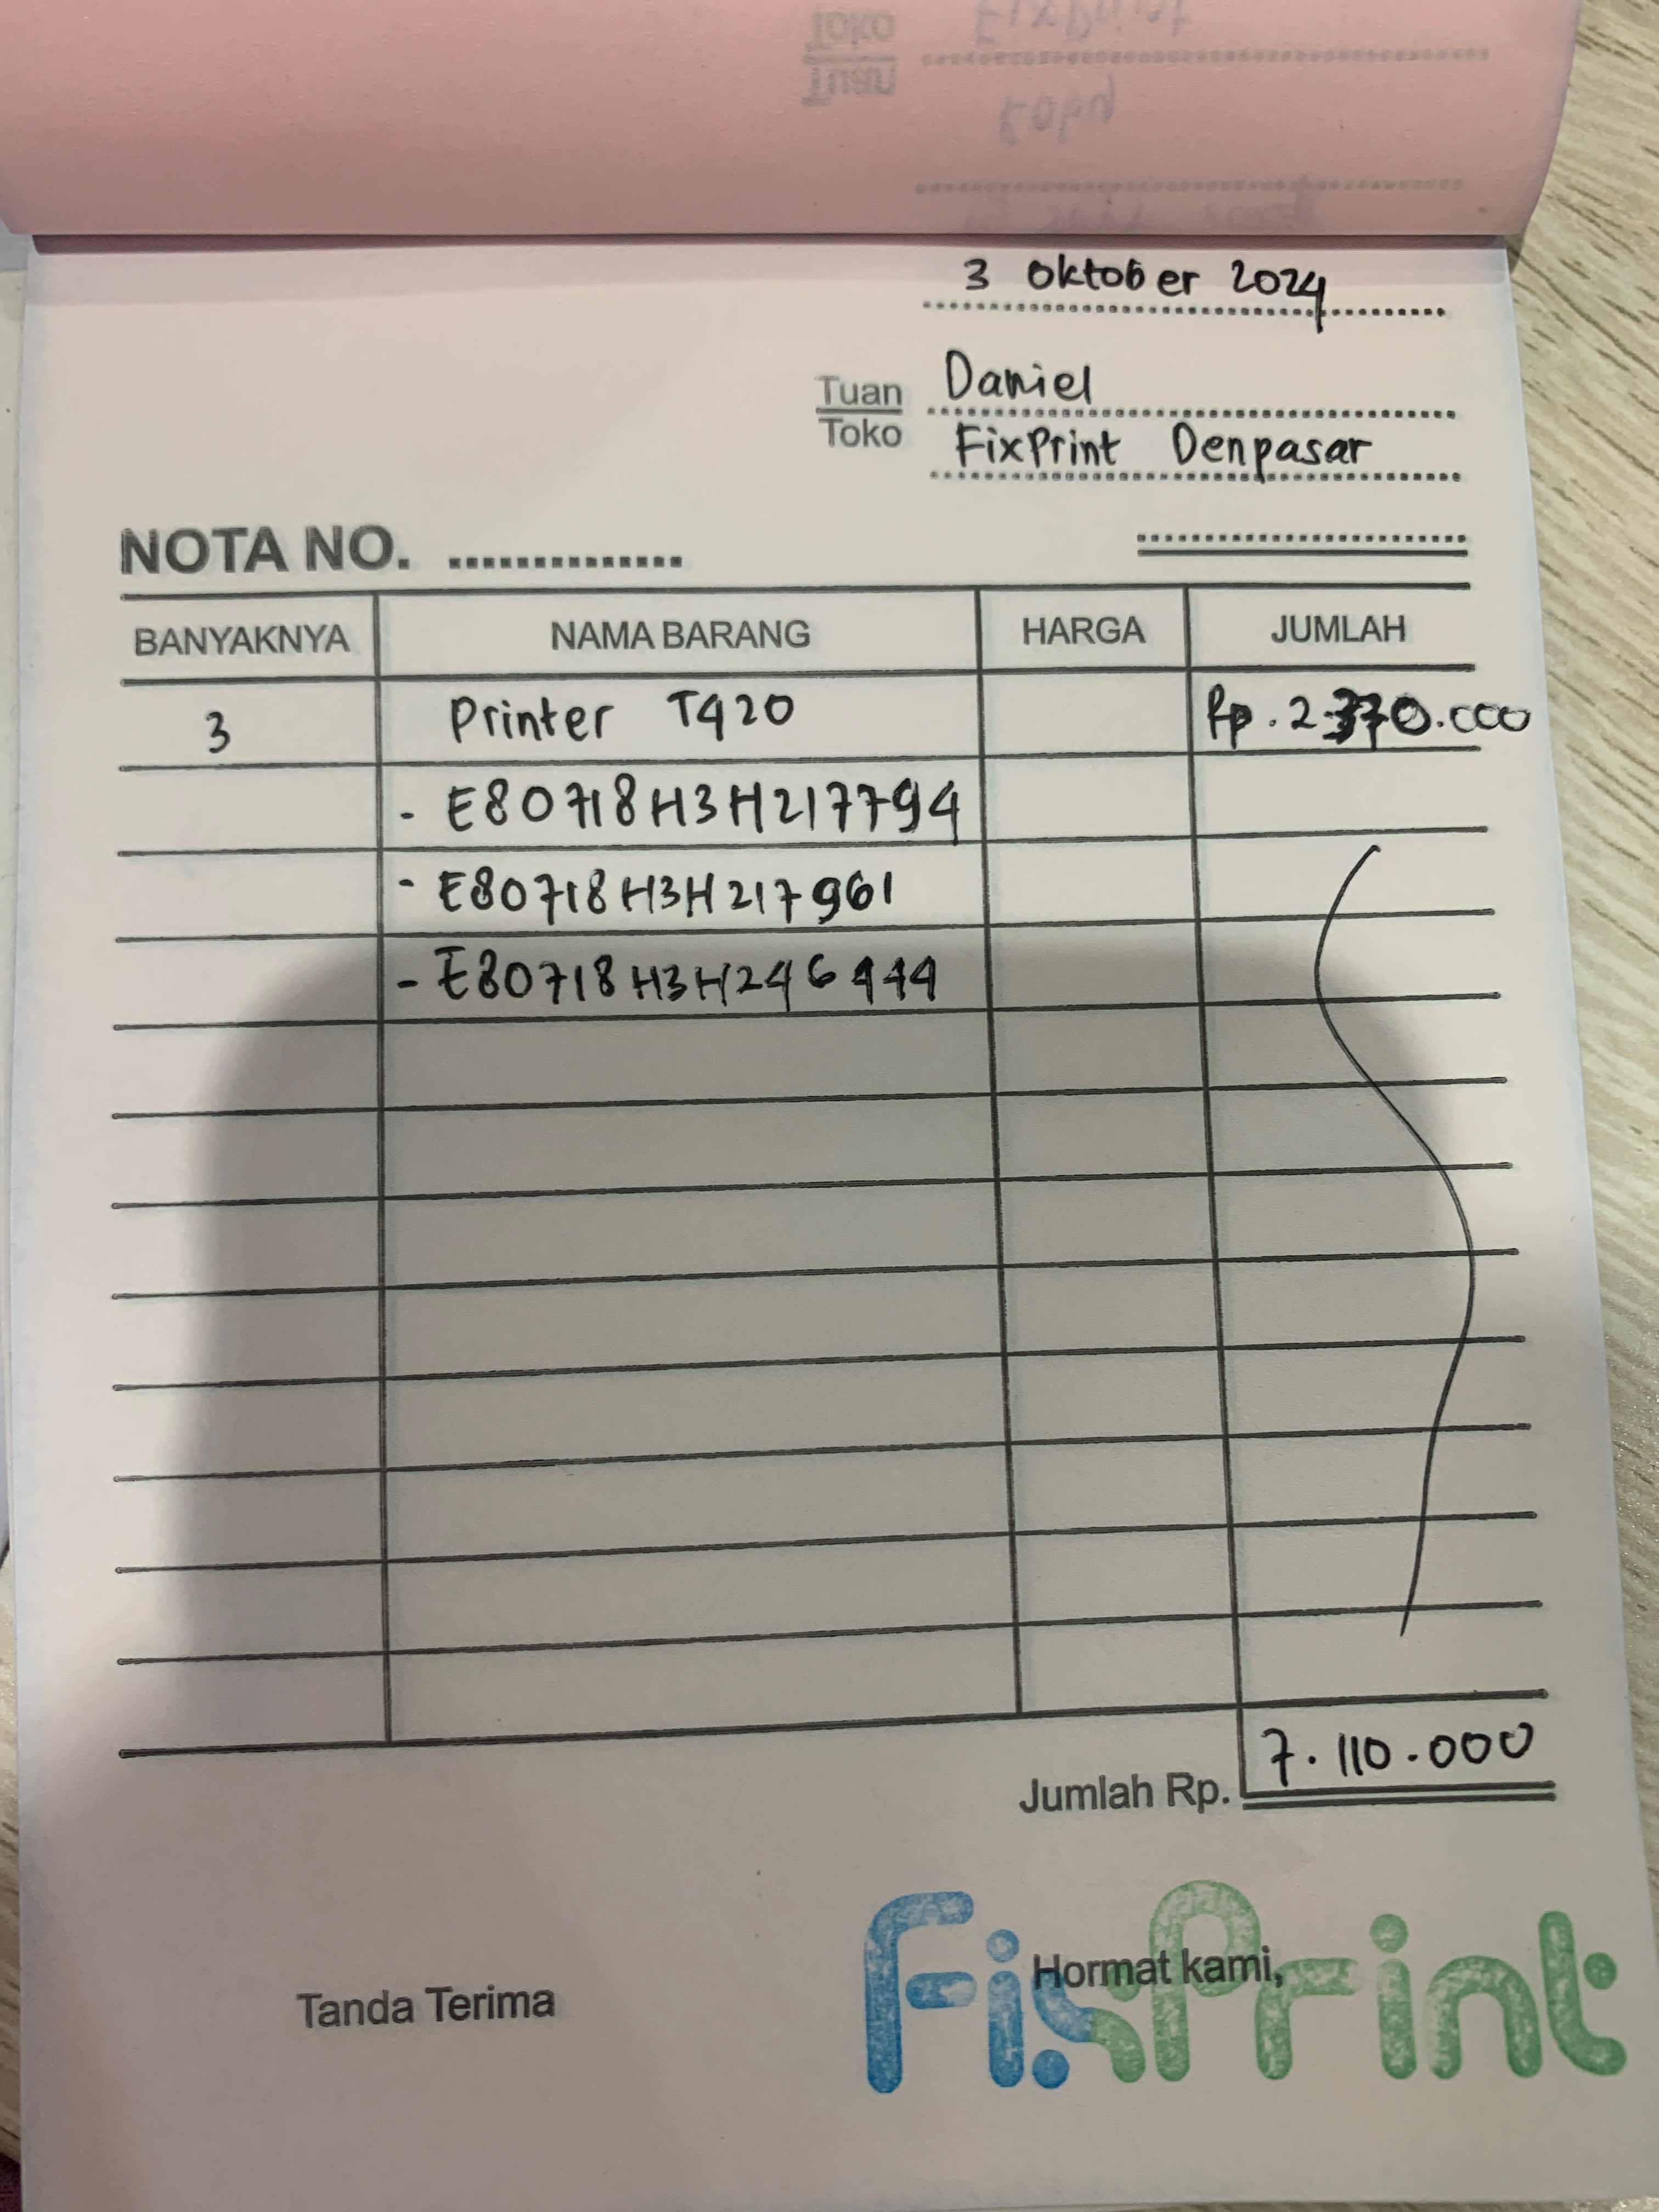 3 Oktober 2024
Tuan Daniel
Toko FixPrint Denpasar
NOTA NO. ..............
BANYAKNYA NAMA BARANG HARGA JUMLAH
3 Printer T420 Rp. 2.370.000
- E80718H3H217794
- E80718H3H217961
- E80718H3H246444
Jumlah Rp. 7.110.000
Tanda Terima
Hormat kami,
FixPrint